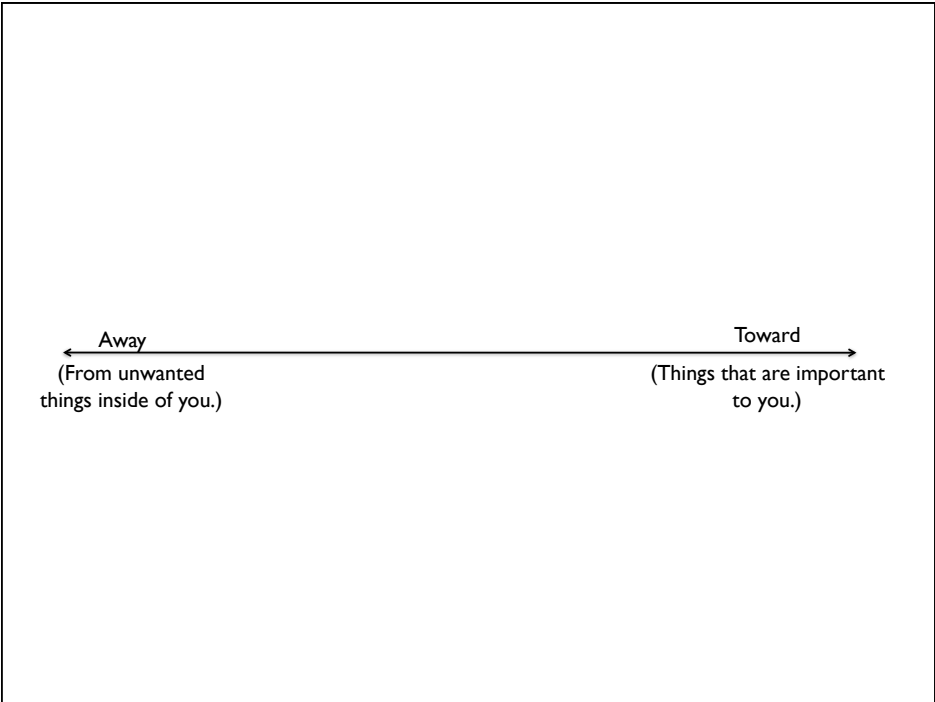 Away
(From unwanted
things inside of you.)
Toward
(Things that are important
to you.)